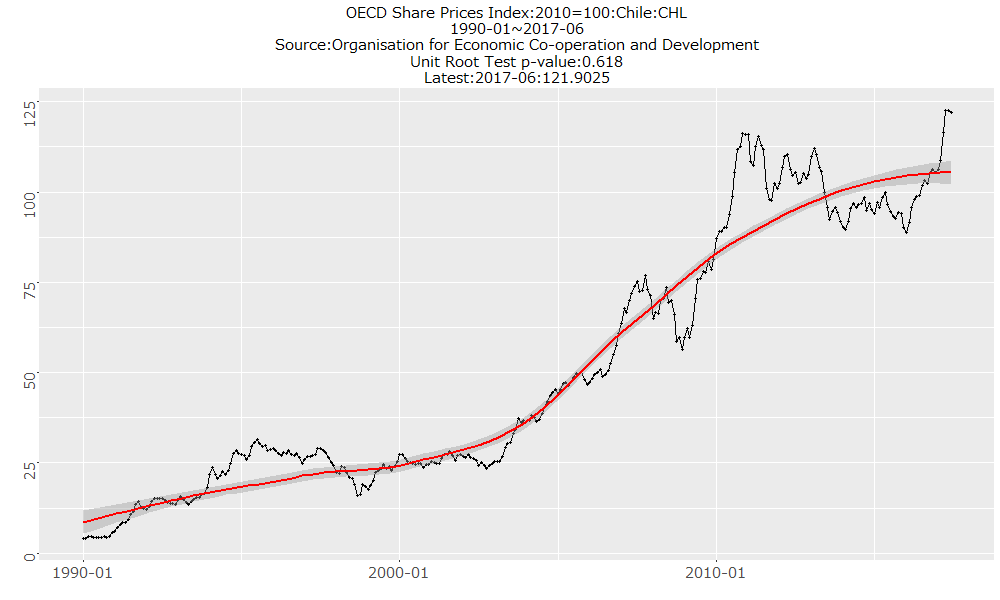 OECD Share Prices Index:2010=100:Chile:CHL
1990-01~2017-06
Source:Organisation for Economic Co-operation and Development
Unit Root Test p-value:0.618
Latest:2017-06:121.9025
125
100
75
50
25
0
1990-01
2000-01
2010-01